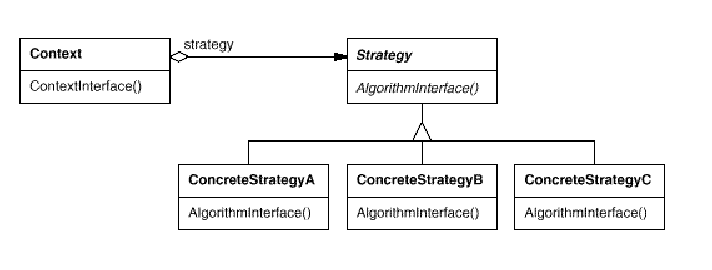 strategy
Context
ContextInterface()
Strategy
AlgorithmInterface()
ConcreteStrategyA
AlgorithmInterface()
ConcreteStrategyB
AlgorithmInterface()
ConcreteStrategyC
AlgorithmInterface()